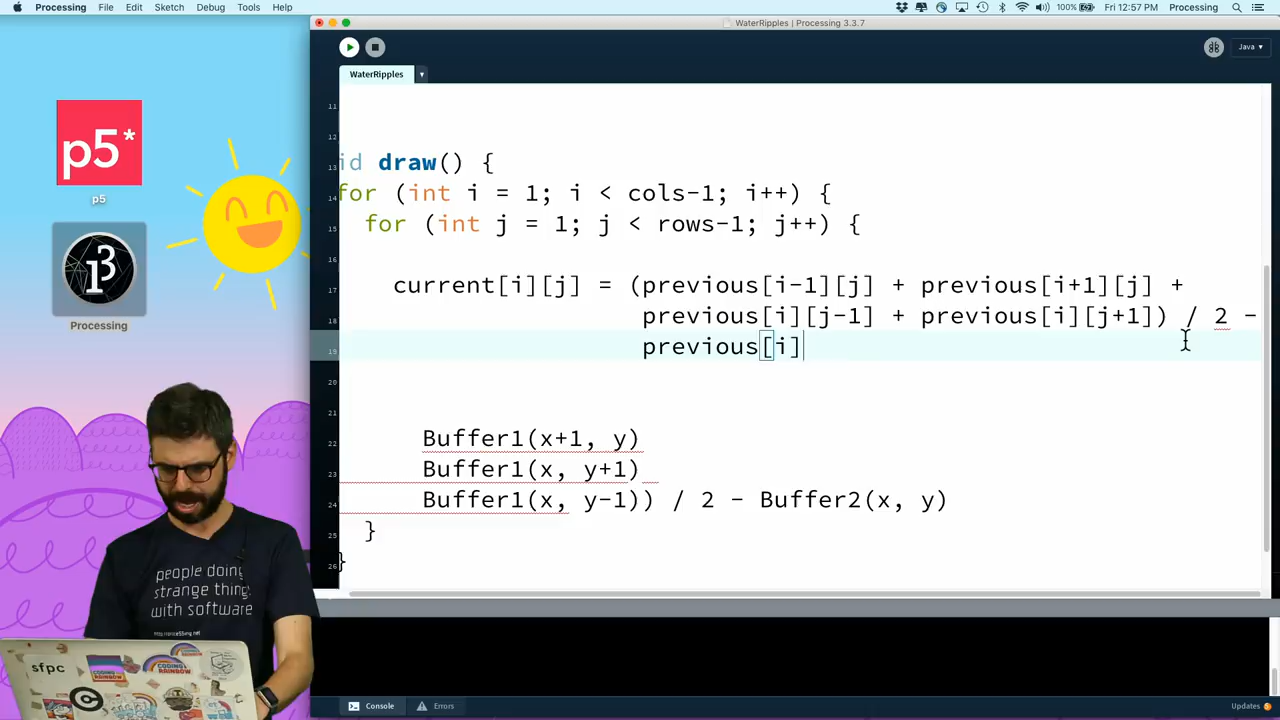 Processing File Edit Sketch Debug Tools Help 100% Fri 12:57 PM Processing
WaterRipples | Processing 3.3.7
Java ▾
WaterRipples ▾
p5*
p5
Processing
11
12
13 id draw() {
14 for (int i = 1; i < cols-1; i++) {
15 for (int j = 1; j < rows-1; j++) {
16
17 current[i][j] = (previous[i-1][j] + previous[i+1][j] +
18 previous[i][j-1] + previous[i][j+1]) / 2 -
19 previous[i]
20
21
22 Buffer1(x+1, y)
23 Buffer1(x, y+1)
24 Buffer1(x, y-1)) / 2 - Buffer2(x, y)
25 }
26 }
people doing
strange thing
with software
sfpc
CODING
RAINBOW
Console Errors Updates